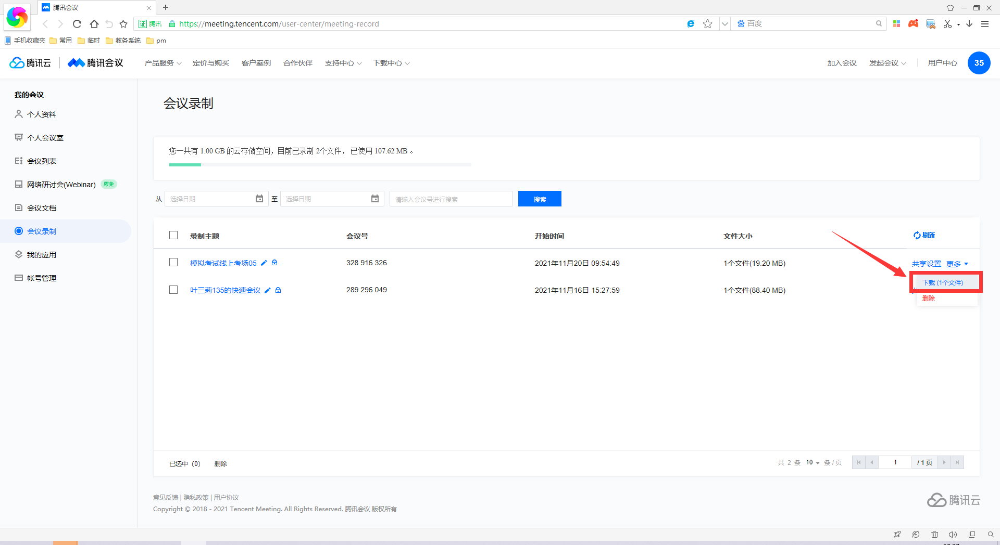 腾讯会议
证 腾讯 https://meeting.tencent.com/user-center/meeting-record 百度
手机收藏夹 常用 临时 教务系统 pm
腾讯云 | 腾讯会议 产品服务 定价与购买 客户案例 合作伙伴 支持中心 下载中心 加入会议 发起会议 用户中心 35
我的会议
个人资料
个人会议室
会议列表
网络研讨会(Webinar) 限免
会议文档
会议录制
我的应用
帐号管理
会议录制
您一共有 1.00 GB 的云存储空间，目前已录制 2个文件， 已使用 107.62 MB 。
从 选择日期 至 选择日期 请输入会议号进行搜索 搜索
录制主题 会议号 开始时间 文件大小 刷新
模拟考试线上考场05 328 916 326 2021年11月20日 09:54:49 1个文件(19.20 MB) 共享设置 更多
下载 (1个文件)
叶三莉135的快速会议 289 296 049 2021年11月16日 15:27:59 1个文件(88.40 MB)
删除
已选中（0） 删除 共 2 条 10 条 / 页 1 / 1 页
意见反馈 | 隐私政策 | 用户协议
Copyright © 2018 - 2021 Tencent Meeting. All Rights Reserved. 腾讯会议 版权所有
腾讯云